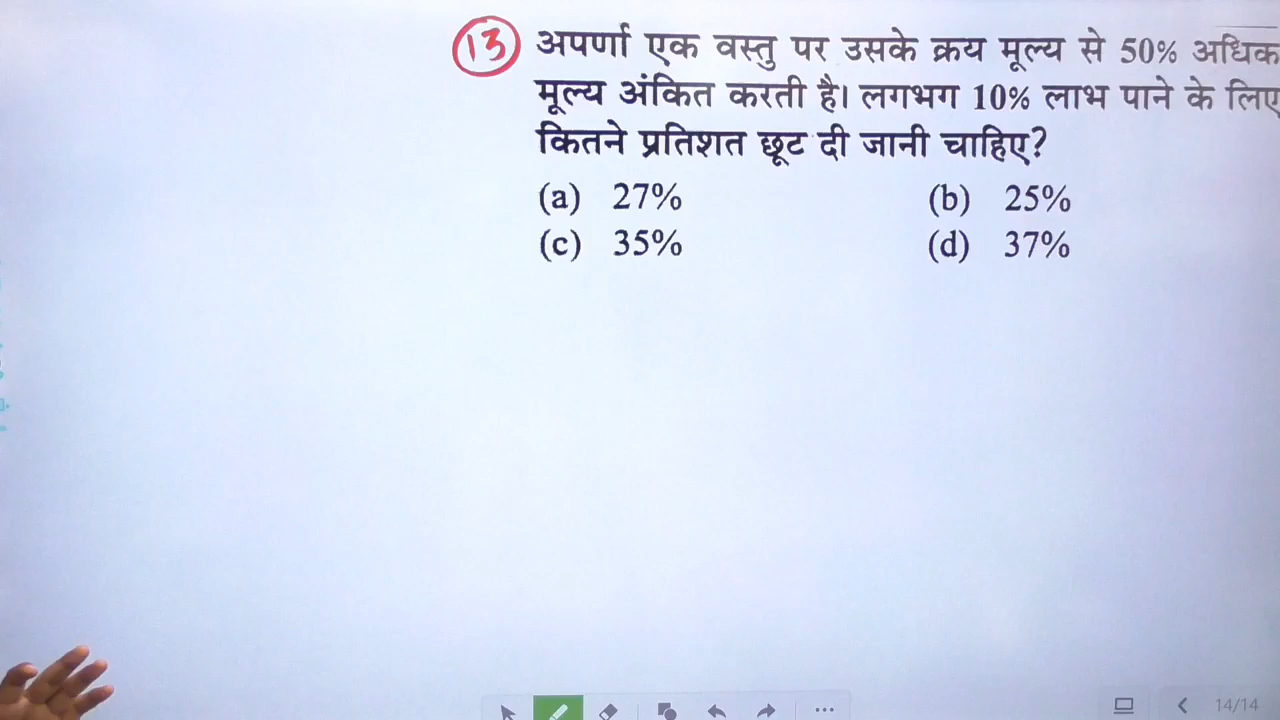 13 अपर्णा एक वस्तु पर उसके क्रय मूल्य से 50% अधिक
मूल्य अंकित करती है। लगभग 10% लाभ पाने के लिए
कितने प्रतिशत छूट दी जानी चाहिए?
(a) 27% (b) 25%
(c) 35% (d) 37%
14/14